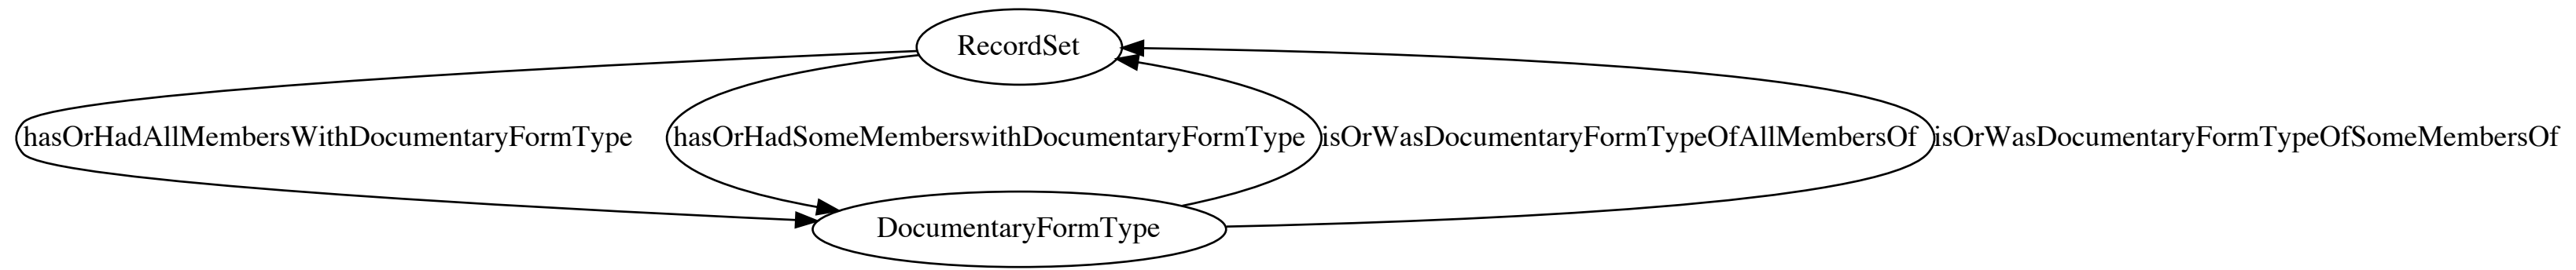 RecordSet
hasOrHadAllMembersWithDocumentaryFormType
hasOrHadSomeMemberswithDocumentaryFormType
isOrWasDocumentaryFormTypeOfAllMembersOf
isOrWasDocumentaryFormTypeOfSomeMembersOf
DocumentaryFormType